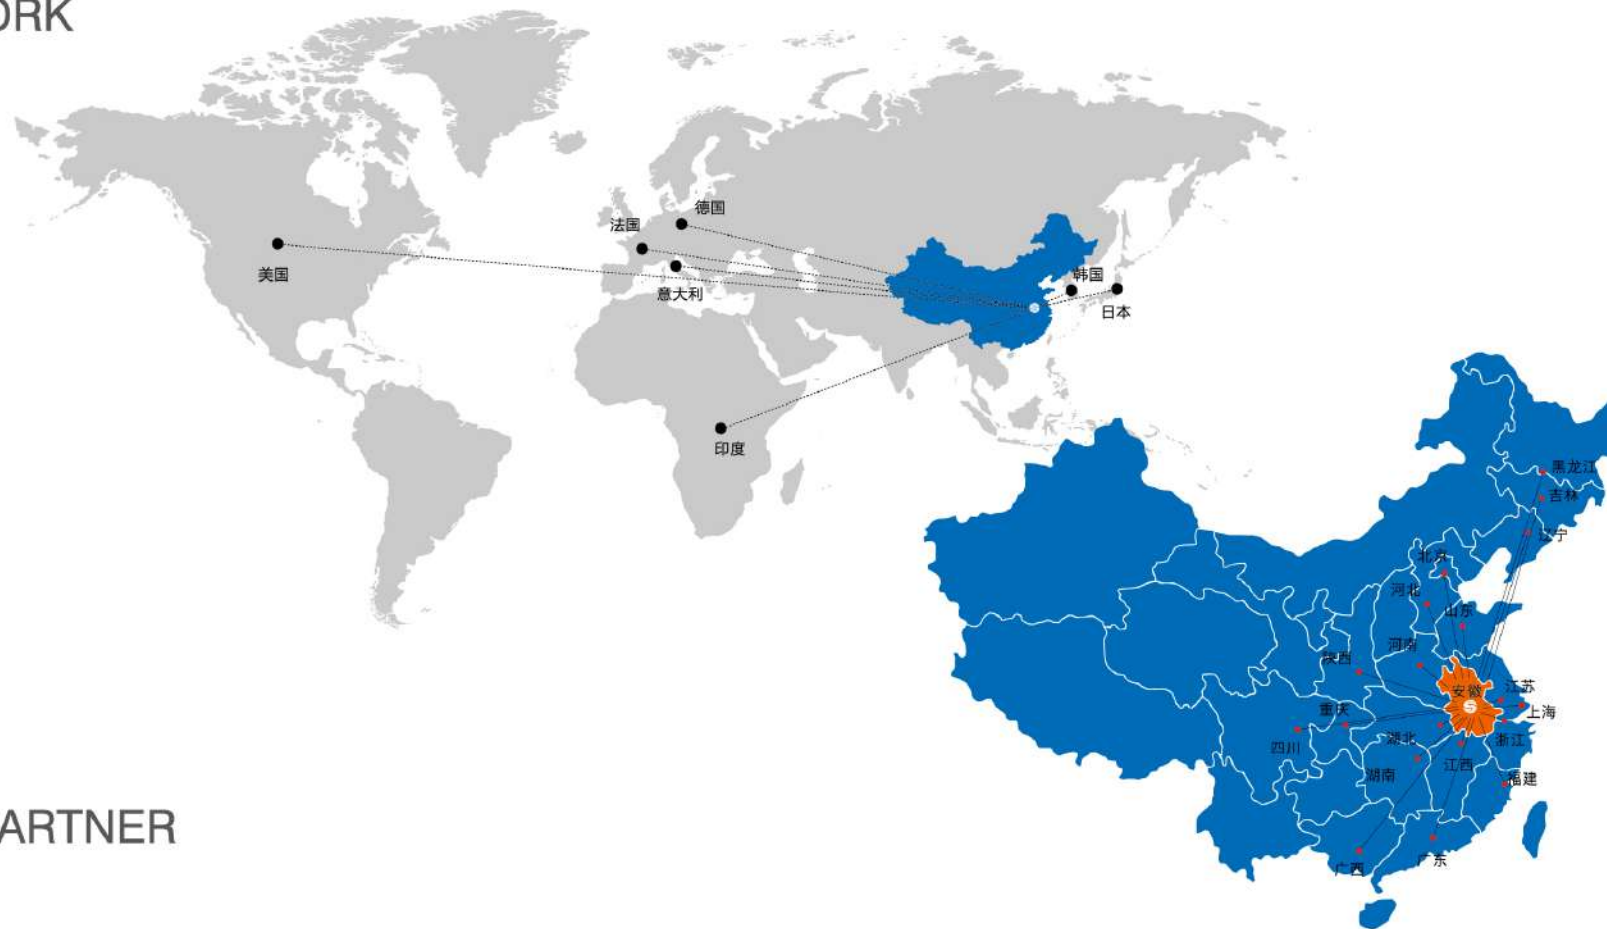 ORK
德国
法国
美国
意大利
韩国
日本
印度
黑龙江
吉林
辽宁
北京
河北
山东
河南
陕西
安徽
江苏
上海
重庆
浙江
湖北
四川
江西
湖南
福建
广东
广西
ARTNER